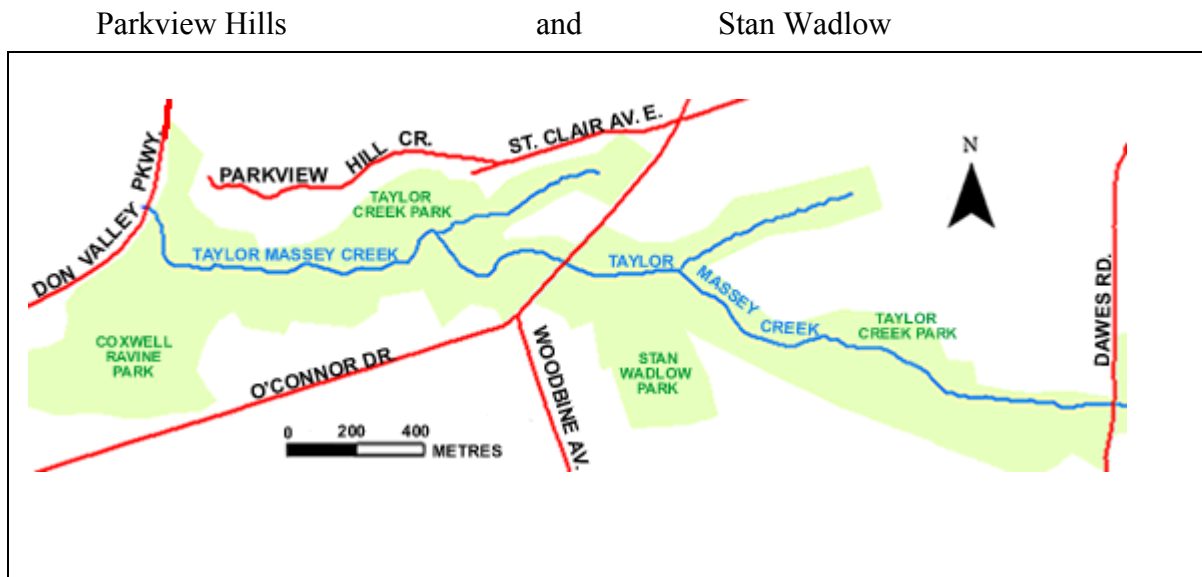 Parkview Hills and Stan Wadlow
DON VALLEY PKWY.
PARKVIEW HILL CR.
ST. CLAIR AV. E.
N
TAYLOR
CREEK PARK
TAYLOR MASSEY CREEK
TAYLOR MASSEY CREEK
TAYLOR
CREEK PARK
DAWES RD.
COXWELL
RAVINE
PARK
O'CONNOR DR.
WOODBINE AV.
STAN
WADLOW
PARK
0 200 400
METRES